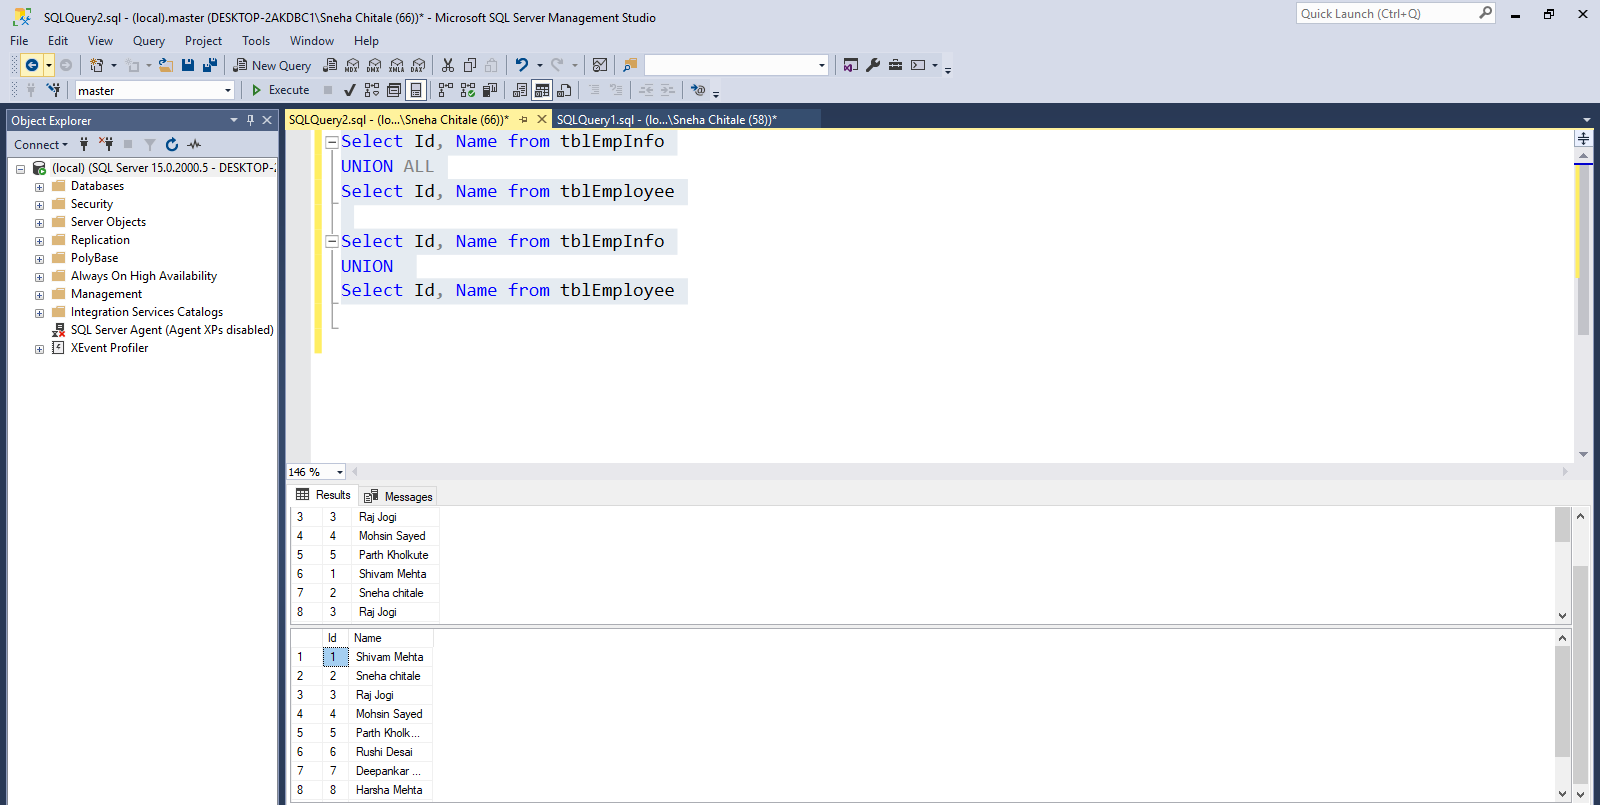 SQLQuery2.sql - (local).master (DESKTOP-2AKDBC1\Sneha Chitale (66))* - Microsoft SQL Server Management Studio
Quick Launch (Ctrl+Q)
File Edit View Query Project Tools Window Help
New Query MDX DMX XMLA DAX
master Execute
Object Explorer
Connect
(local) (SQL Server 15.0.2000.5 - DESKTOP-2
Databases
Security
Server Objects
Replication
PolyBase
Always On High Availability
Management
Integration Services Catalogs
SQL Server Agent (Agent XPs disabled)
XEvent Profiler
SQLQuery2.sql - (lo...\Sneha Chitale (66))* SQLQuery1.sql - (lo...\Sneha Chitale (58))*
Select Id, Name from tblEmpInfo
UNION ALL
Select Id, Name from tblEmployee
Select Id, Name from tblEmpInfo
UNION
Select Id, Name from tblEmployee
146 %
Results Messages
3 3 Raj Jogi
4 4 Mohsin Sayed
5 5 Parth Kholkute
6 1 Shivam Mehta
7 2 Sneha chitale
8 3 Raj Jogi
Id Name
1 1 Shivam Mehta
2 2 Sneha chitale
3 3 Raj Jogi
4 4 Mohsin Sayed
5 5 Parth Kholk...
6 6 Rushi Desai
7 7 Deepankar ...
8 8 Harsha Mehta